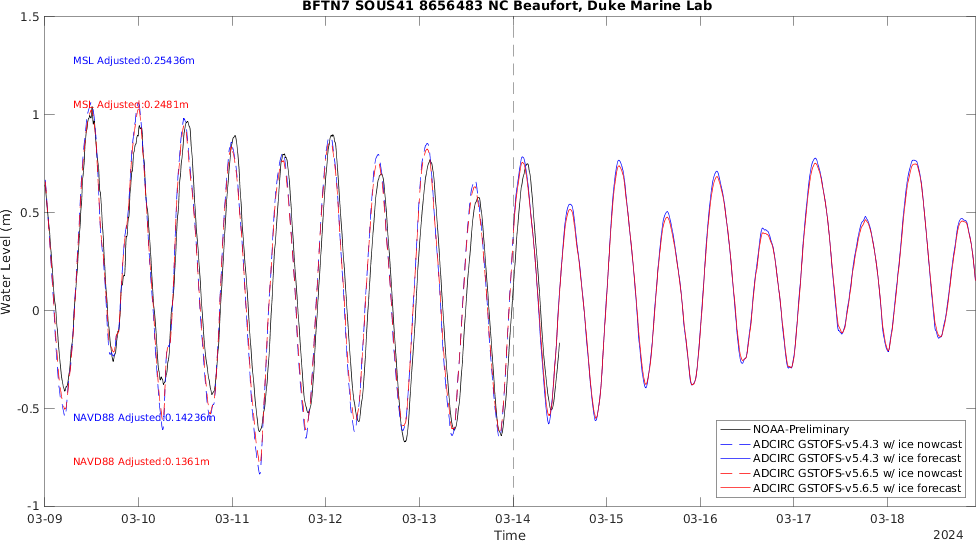 BFTN7 SOUS41 8656483 NC Beaufort, Duke Marine Lab
1.5
MSL Adjusted:0.25436m
MSL Adjusted:0.2481m
1
0.5
Water Level (m)
0
-0.5
NAVD88 Adjusted:0.14236m
NAVD88 Adjusted:0.1361m
-1
NOAA-Preliminary
ADCIRC GSTOFS-v5.4.3 w/ ice nowcast
ADCIRC GSTOFS-v5.4.3 w/ ice forecast
ADCIRC GSTOFS-v5.6.5 w/ ice nowcast
ADCIRC GSTOFS-v5.6.5 w/ ice forecast
03-09 03-10 03-11 03-12 03-13 03-14 03-15 03-16 03-17 03-18
Time
2024